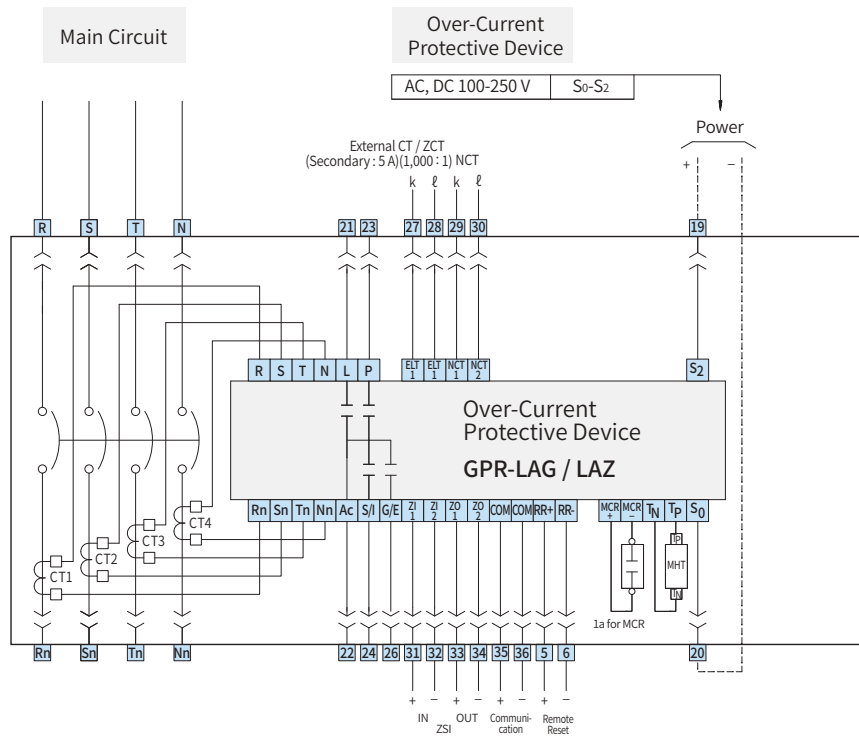 Main Circuit
Over-Current
Protective Device
AC, DC 100-250 V S0-S2
Power
External CT / ZCT
(Secondary : 5 A)(1,000 : 1) NCT
k ℓ k ℓ
+ −
R S T N 21 23 27 28 29 30 19
R S T N L P ELT 1 ELT 1 NCT 1 NCT 2 S2
Over-Current
Protective Device
GPR-LAG / LAZ
Rn Sn Tn Nn Ac S/I G/E ZI 1 ZI 2 ZO 1 ZO 2 COM COM RR+ RR- MCR + MCR − TN TP S0
CT4
CT3
CT2
CT1
TP
MHT
TN
1a for MCR
Rn Sn Tn Nn 22 24 26 31 32 33 34 35 36 5 6 20
+ − + − + − + −
IN OUT
ZSI
Communi-
cation
Remote
Reset